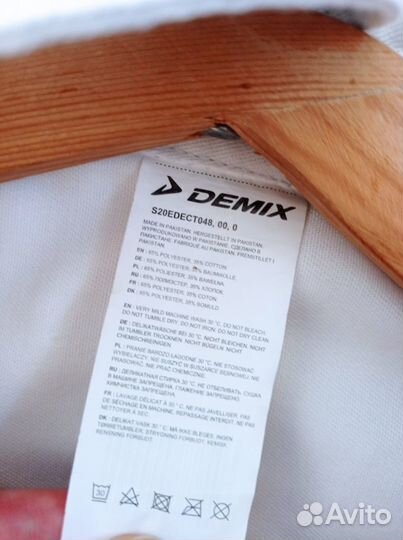 DEMIX
S20EDECT048, 00, 0
MADE IN PAKISTAN, HERGESTELLT IN PAKISTAN,
WYPRODUKOWANO W PAKISTANIE, СДЕЛАНО В
ПАКИСТАНЕ, FABRIQUÉ AU PAKISTAN, FREMSTILLET I
PAKISTAN
EN : 65% POLYESTER, 35% COTTON
DE : 65% POLYESTER, 35% BAUMWOLLE
PL : 65% POLIESTER, 35% BAWEŁNA
RU : 65% ПОЛИЭСТЕР, 35% ХЛОПОК
FR : 65% POLYESTER, 35% COTON
DK : 65% POLYESTER, 35% BOMULD
EN : VERY MILD MACHINE WASH 30 °C. DO NOT BLEACH.
DO NOT TUMBLE DRY. DO NOT IRON. DO NOT DRY CLEAN
DE : DELIKATWÄSCHE BEI 30 °C. NICHT BLEICHEN. NICHT
IM TUMBLER TROCKNEN. NICHT BÜGELN. NICHT
CHEMISCHREINIGEN
PL : PRANIE BARDZO ŁAGODNE 30 °C. NIE STOSOWAĆ
WYBIELACZY. NIE SUSZYĆ W SUSZARCE BĘBNOWEJ. NIE
PRASOWAĆ. NIE PRAĆ CHEMICZNIE.
RU : ДЕЛИКАТНАЯ СТИРКА 30 °C. НЕ ОТБЕЛИВАТЬ. СУШКА
В МАШИНЕ ЗАПРЕЩЕНА. ГЛАЖЕНИЕ ЗАПРЕЩЕНО.
ХИМЧИСТКА ЗАПРЕЩЕНА
FR : LAVAGE DÉLICAT À 30 ° C. NE PAS JAVELLISER. PAS
DE SÉCHAGE EN MACHINE. REPASSAGE INTERDIT. NE PAS
NETTOYER À SEC.
DK : DELIKAT VASK 30 °C. MÅ IKKE BLEGES. INGEN
TØRRETUMBLER, STRYGNING FORBUDT. KEMISK
RENSNING FORBUDT.
30
Avito